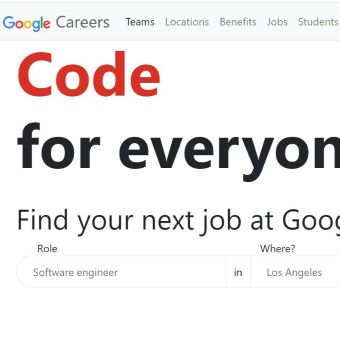 Google Careers Teams Locations Benefits Jobs Students
Code
for everyon
Find your next job at Goog
Role Where?
Software engineer in Los Angeles